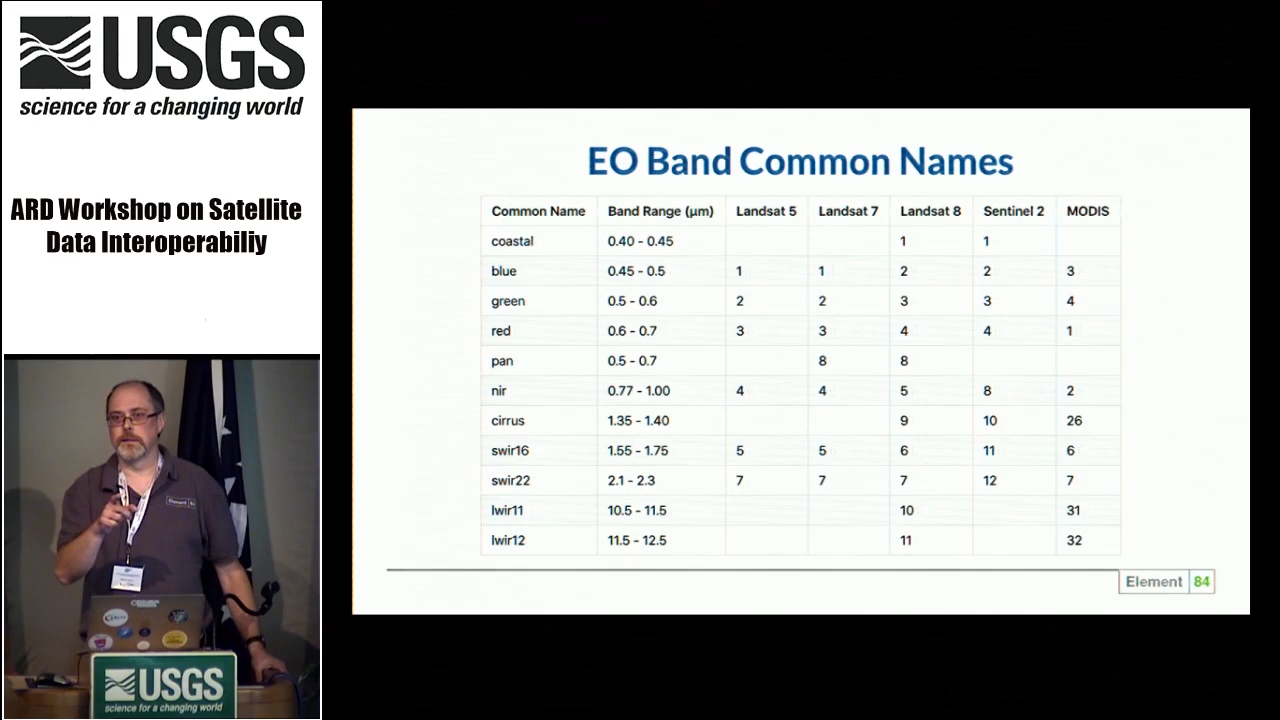 USGS
science for a changing world
ARD Workshop on Satellite
Data Interoperabiliy
EO Band Common Names
Common Name Band Range (µm) Landsat 5 Landsat 7 Landsat 8 Sentinel 2 MODIS
coastal 0.40 - 0.45 1 1
blue 0.45 - 0.5 1 1 2 2 3
green 0.5 - 0.6 2 2 3 3 4
red 0.6 - 0.7 3 3 4 4 1
pan 0.5 - 0.7 8 8
nir 0.77 - 1.00 4 4 5 8 2
cirrus 1.35 - 1.40 9 10 26
swir16 1.55 - 1.75 5 5 6 11 6
swir22 2.1 - 2.3 7 7 7 12 7
lwir11 10.5 - 11.5 10 31
lwir12 11.5 - 12.5 11 32
Element 84
USGS
science for a changing world